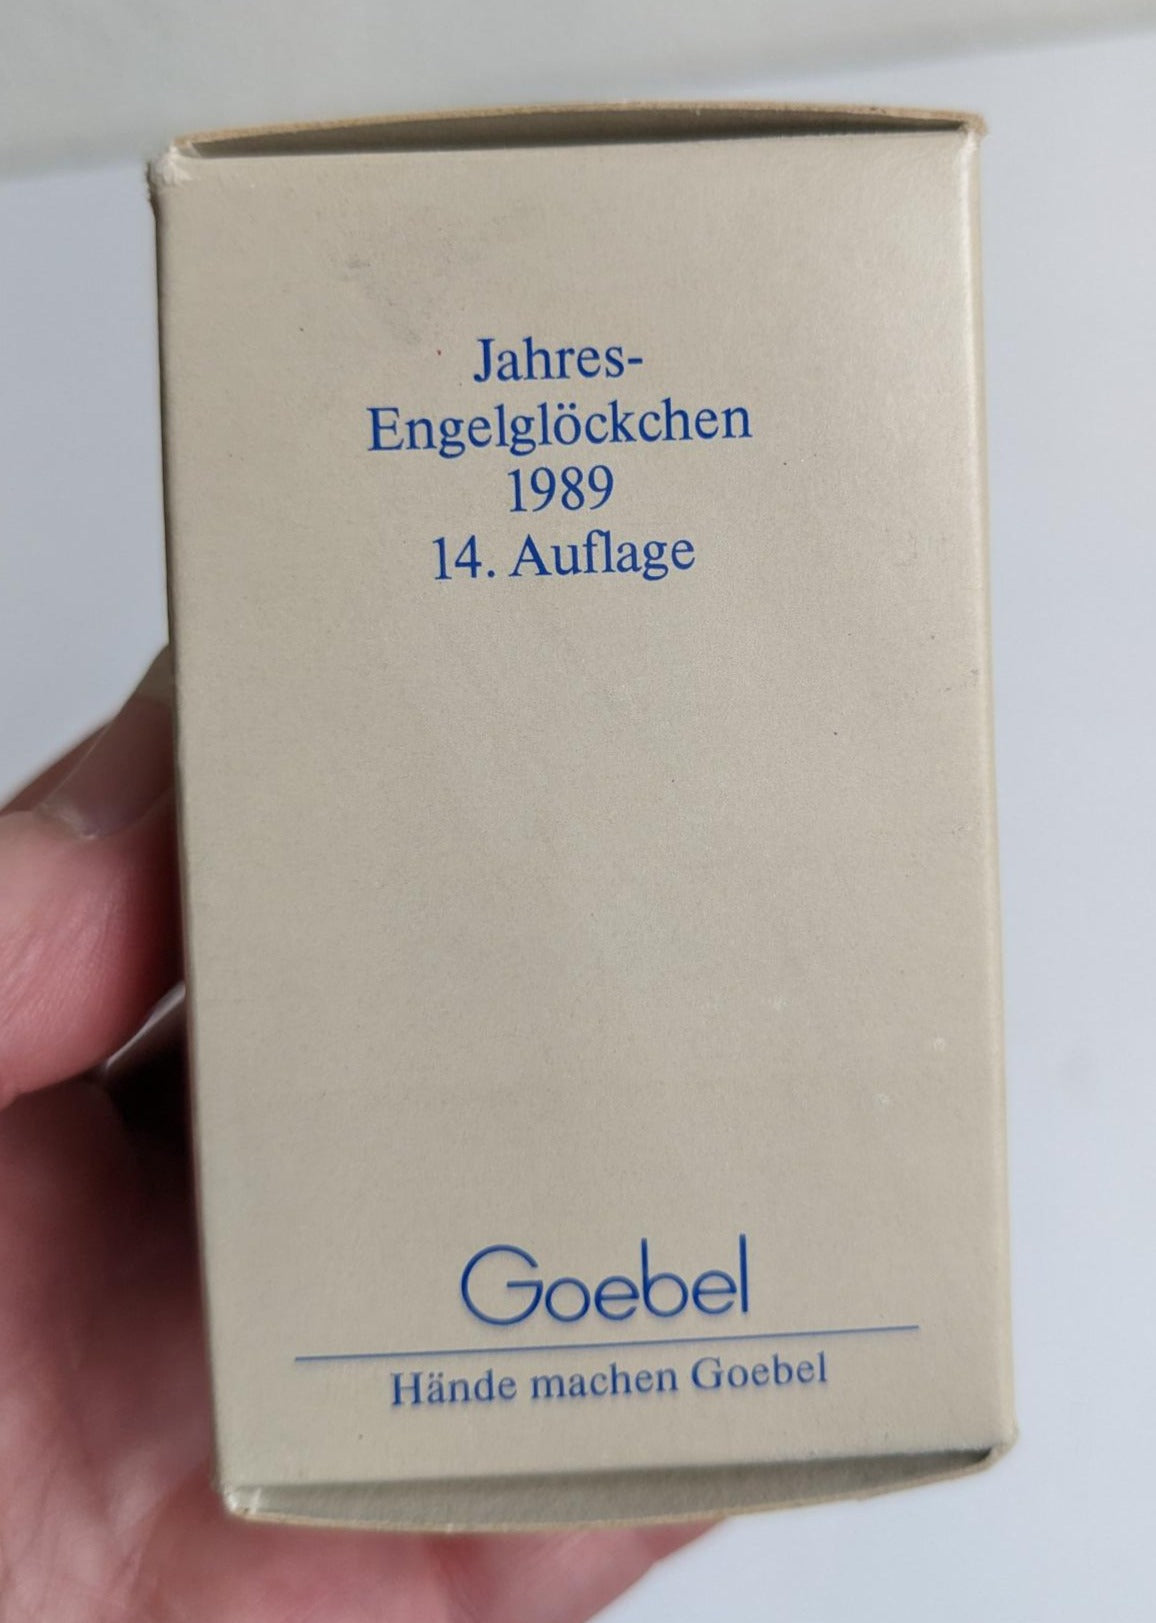 Jahres-
Engelglöckchen
1989
14. Auflage
Goebel
Hände machen Goebel